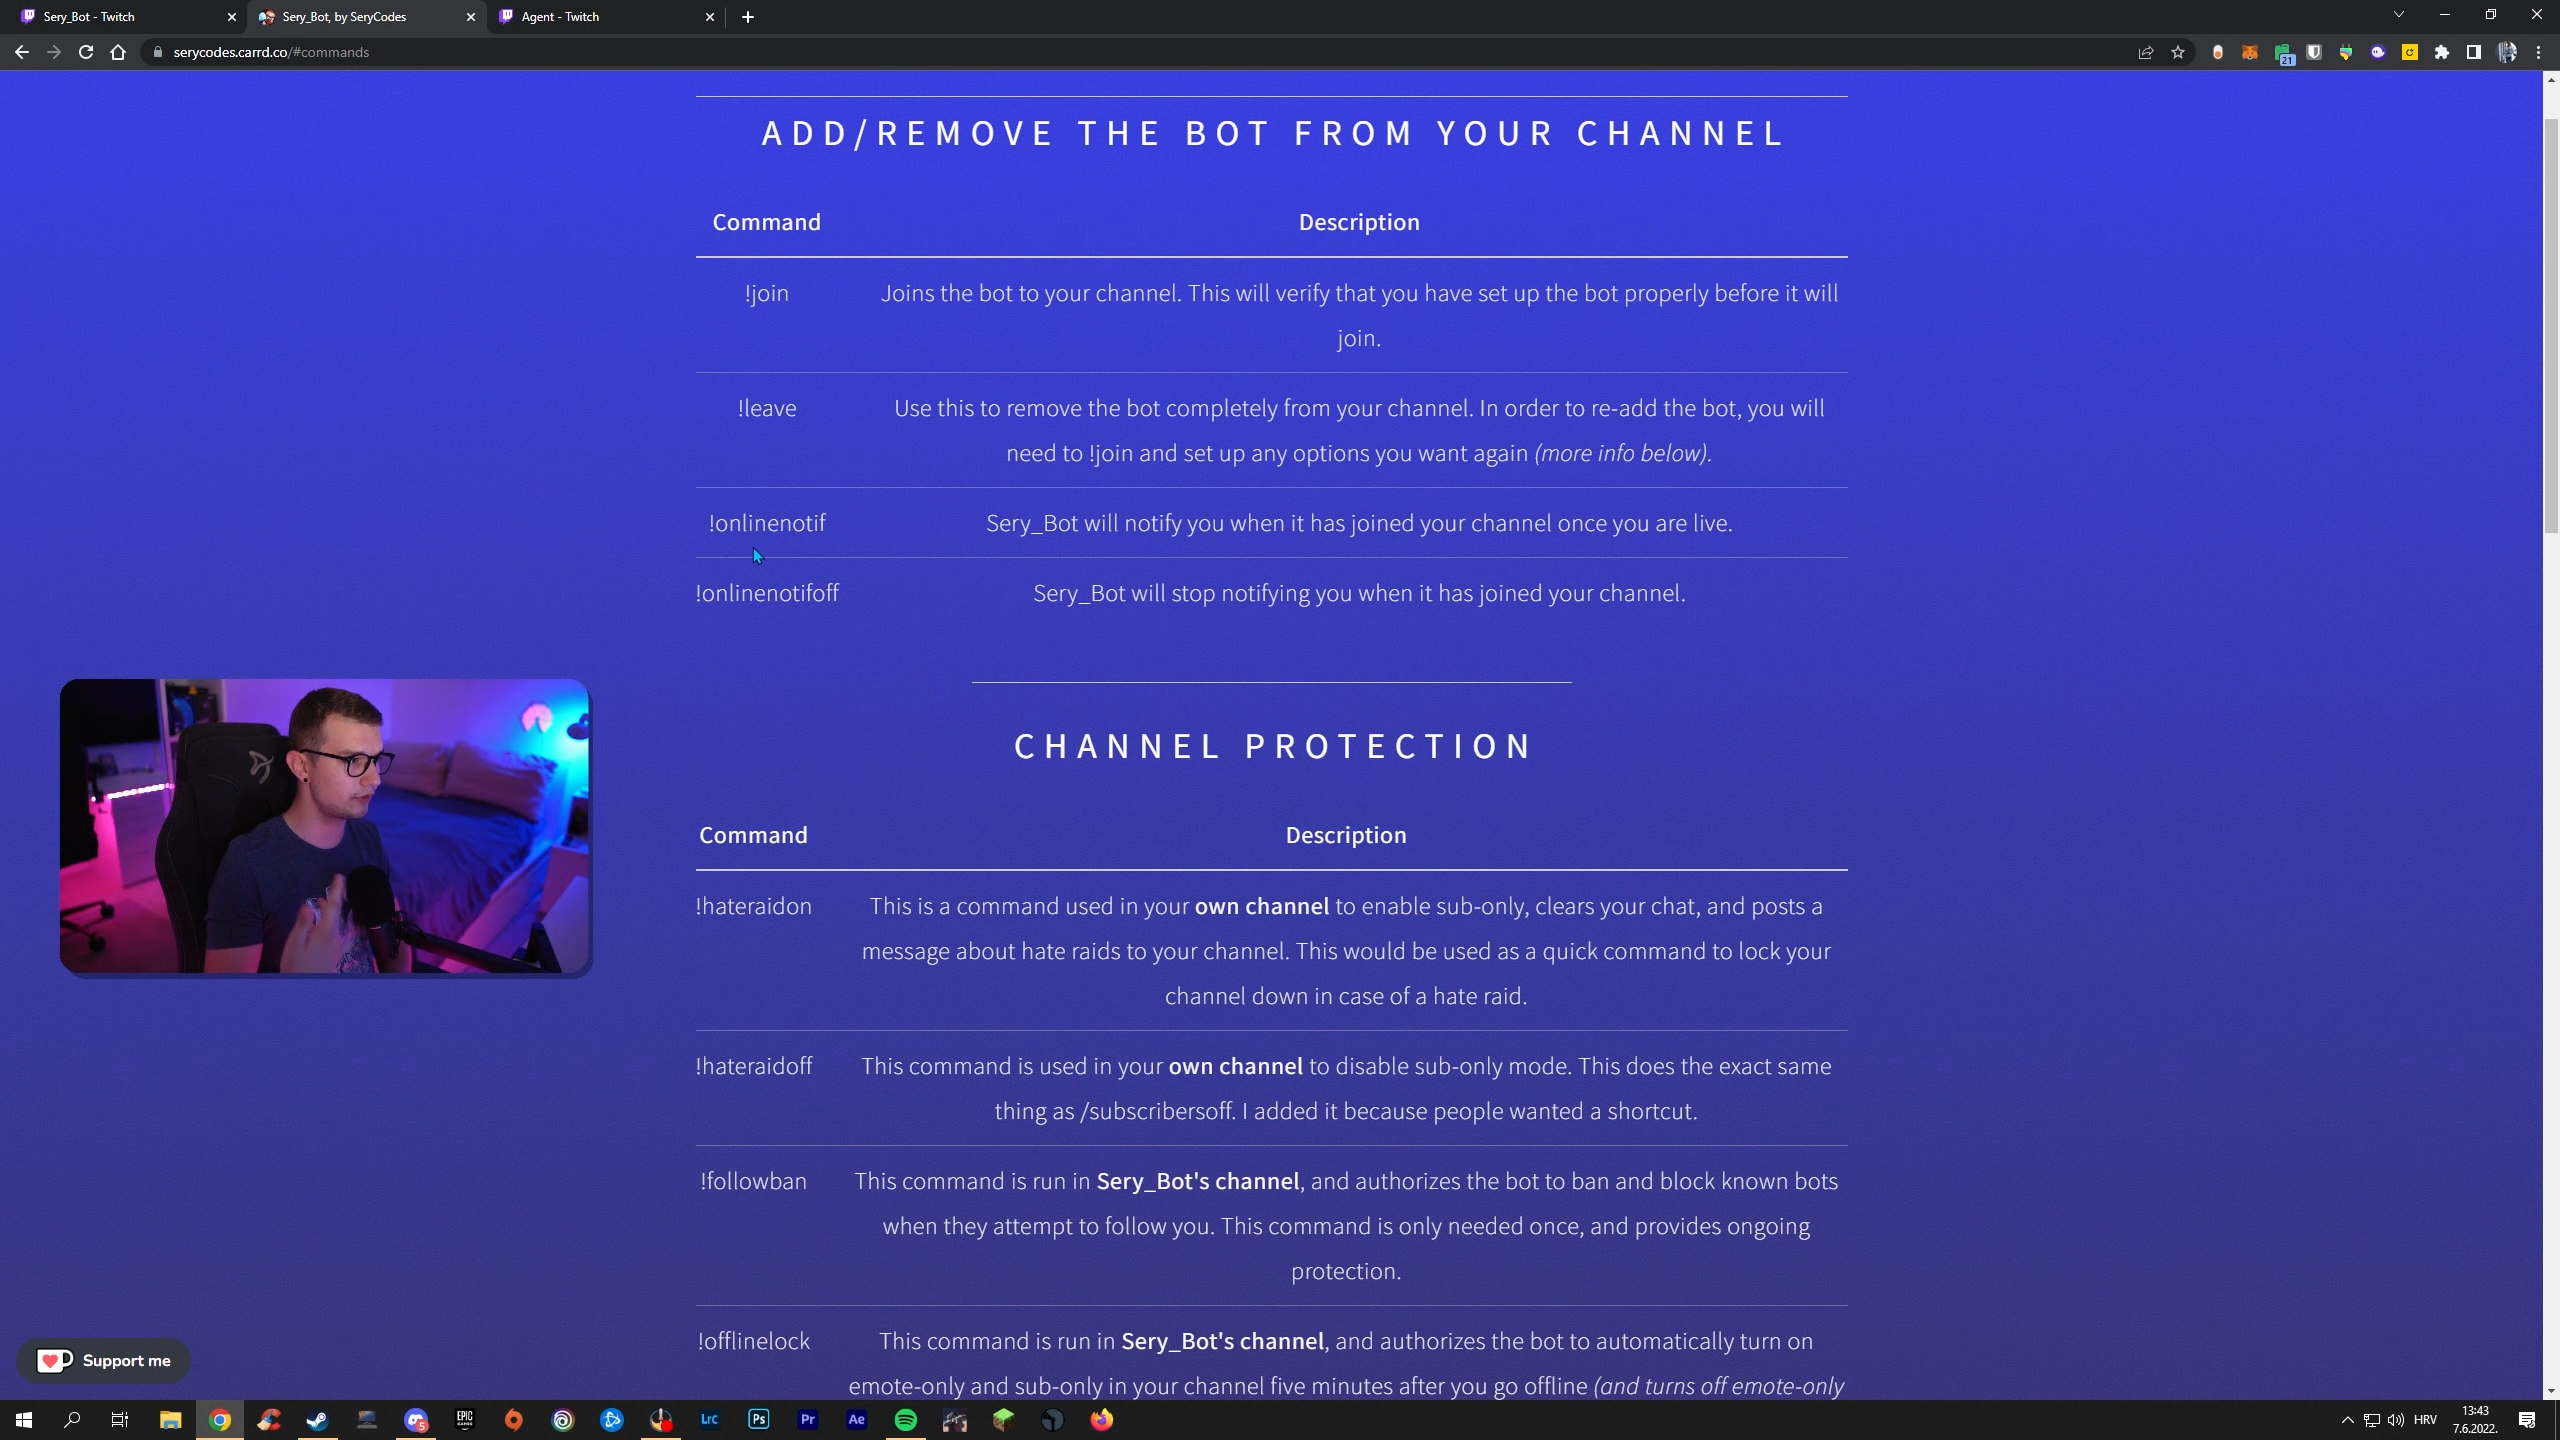 Sery_Bot - Twitch
Sery_Bot, by SeryCodes
Agent - Twitch
serycodes.carrd.co/#commands
21
ADD/REMOVE THE BOT FROM YOUR CHANNEL
Command Description
!join Joins the bot to your channel. This will verify that you have set up the bot properly before it will
join.
!leave Use this to remove the bot completely from your channel. In order to re-add the bot, you will
need to !join and set up any options you want again (more info below).
!onlinenotif Sery_Bot will notify you when it has joined your channel once you are live.
!onlinenotifoff Sery_Bot will stop notifying you when it has joined your channel.
CHANNEL PROTECTION
Command Description
!hateraidon This is a command used in your own channel to enable sub-only, clears your chat, and posts a
message about hate raids to your channel. This would be used as a quick command to lock your
channel down in case of a hate raid.
!hateraidoff This command is used in your own channel to disable sub-only mode. This does the exact same
thing as /subscribersoff. I added it because people wanted a shortcut.
!followban This command is run in Sery_Bot's channel, and authorizes the bot to ban and block known bots
when they attempt to follow you. This command is only needed once, and provides ongoing
protection.
!offlinelock This command is run in Sery_Bot's channel, and authorizes the bot to automatically turn on
emote-only and sub-only in your channel five minutes after you go offline (and turns off emote-only
Support me
5
EPIC
GAMES
Lrc
Ps
Pr
Ae
HRV
13:43
7.6.2022.